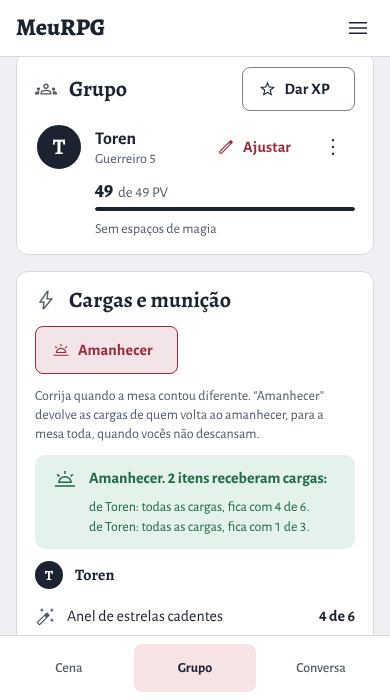 MeuRPG
Grupo
Dar XP
T
Toren
Guerreiro 5
Ajustar
49 de 49 PV
Sem espaços de magia
Cargas e munição
Amanhecer
Corrija quando a mesa contou diferente. “Amanhecer”
devolve as cargas de quem volta ao amanhecer, para a
mesa toda, quando vocês não descansam.
Amanhecer. 2 itens receberam cargas:
de Toren: todas as cargas, fica com 4 de 6.
de Toren: todas as cargas, fica com 1 de 3.
T Toren
Anel de estrelas cadentes 4 de 6
Cena Grupo Conversa